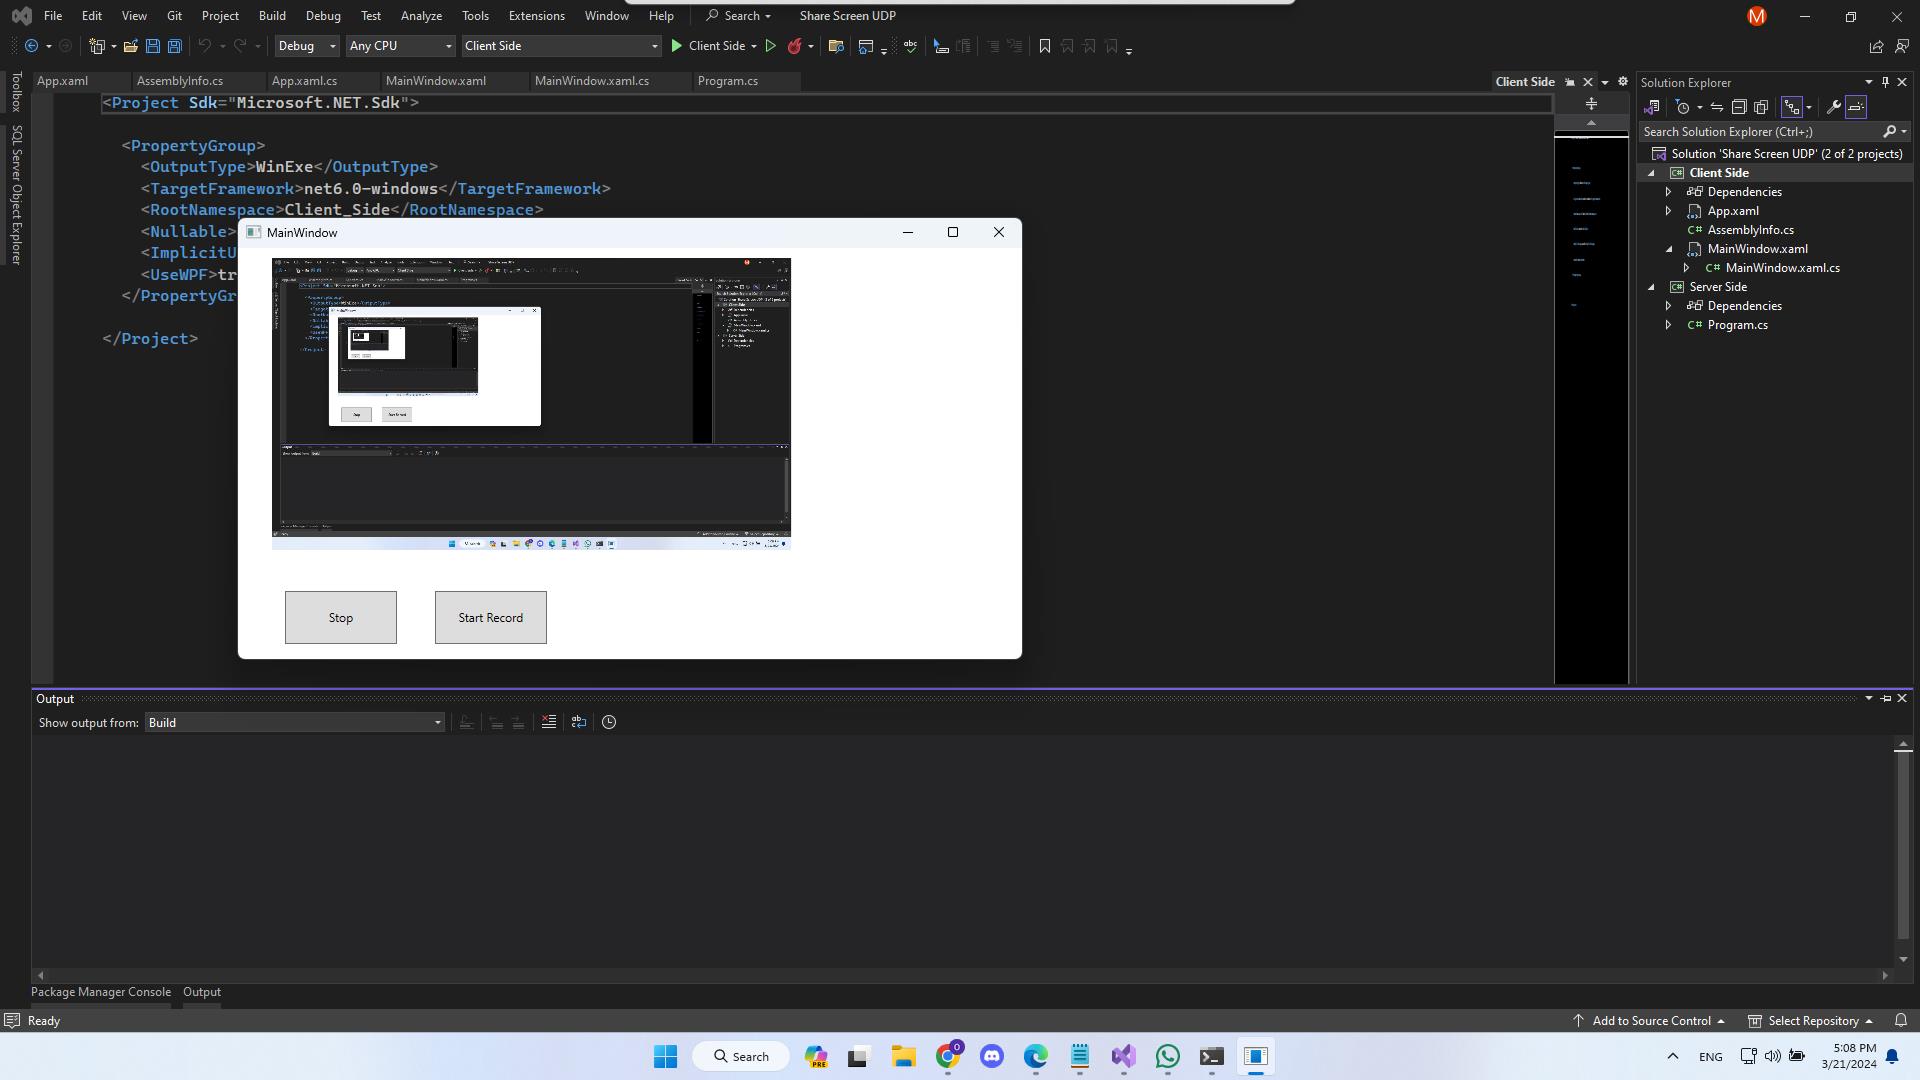 File Edit View Git Project Build Debug Test Analyze Tools Extensions Window Help Search Share Screen UDP M
Debug Any CPU Client Side Client Side
App.xaml AssemblyInfo.cs App.xaml.cs MainWindow.xaml MainWindow.xaml.cs Program.cs Client Side
Toolbox
SQL Server Object Explorer
<Project Sdk="Microsoft.NET.Sdk">
<PropertyGroup>
<OutputType>WinExe</OutputType>
<TargetFramework>net6.0-windows</TargetFramework>
<RootNamespace>Client_Side</RootNamespace>
<Nullable>
<ImplicitU
<UseWPF>tr
</PropertyGr
</Project>
MainWindow
Stop Start Record
Solution Explorer
Search Solution Explorer (Ctrl+;)
Solution 'Share Screen UDP' (2 of 2 projects)
C# Client Side
Dependencies
App.xaml
C# AssemblyInfo.cs
MainWindow.xaml
C# MainWindow.xaml.cs
C# Server Side
Dependencies
C# Program.cs
Output
Show output from: Build
Package Manager Console Output
Ready Add to Source Control Select Repository
Search PRE 0 ENG 5:08 PM
3/21/2024